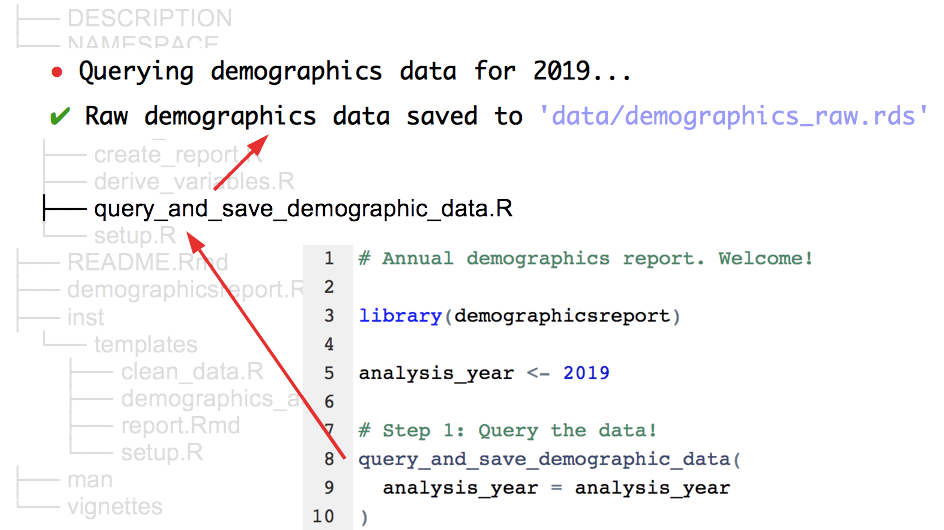 DESCRIPTION
NAMESPACE
• Querying demographics data for 2019...
✔ Raw demographics data saved to 'data/demographics_raw.rds'
create_report.R
derive_variables.R
query_and_save_demographic_data.R
setup.R
README.Rmd
demographicsreport.R
inst
templates
clean_data.R
demographics_a
report.Rmd
setup.R
man
vignettes
1 # Annual demographics report. Welcome!
2
3 library(demographicsreport)
4
5 analysis_year <- 2019
6
7 # Step 1: Query the data!
8 query_and_save_demographic_data(
9 analysis_year = analysis_year
10 )